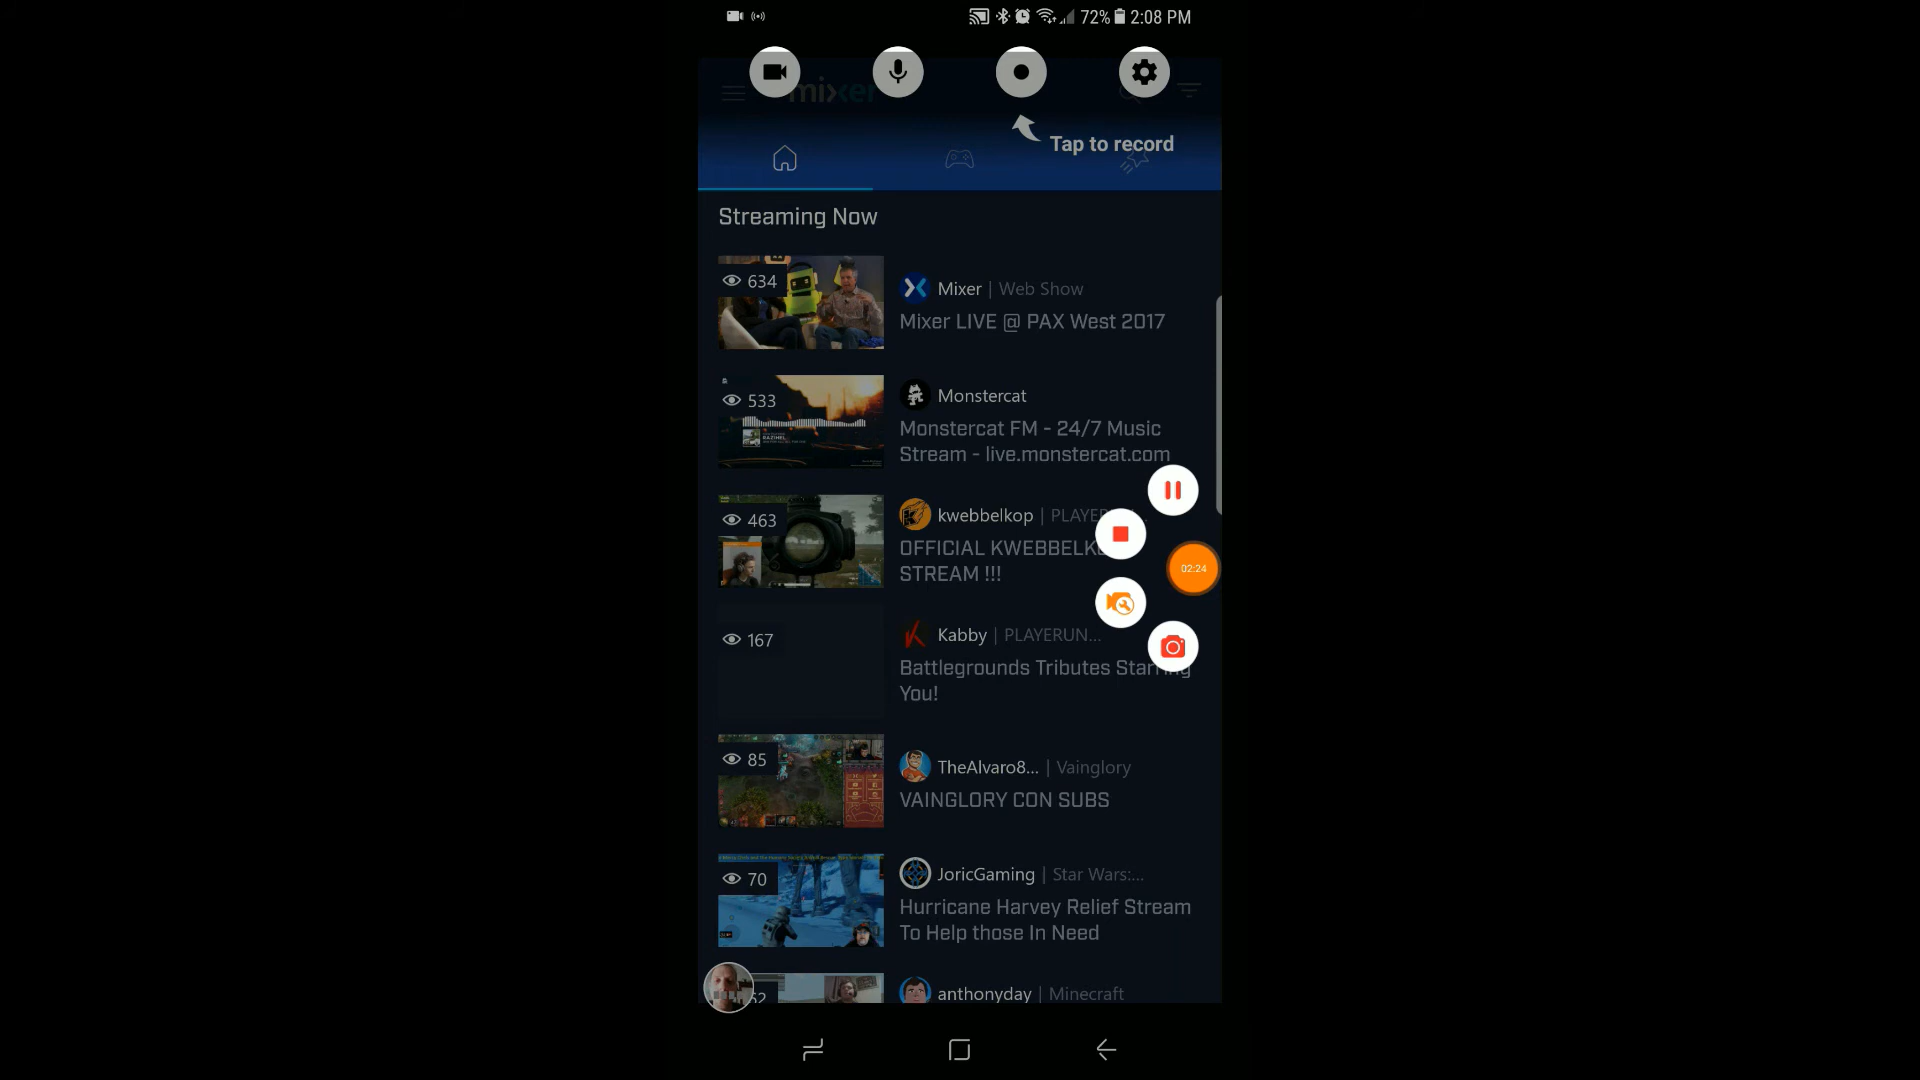 72% 2:08 PM
mixer
Tap to record
Streaming Now
634
Mixer | Web Show
Mixer LIVE @ PAX West 2017
533
Monstercat
Monstercat FM - 24/7 Music
Stream - live.monstercat.com
463
kwebbelkop | PLAYE
OFFICIAL KWEBBELK
STREAM !!!
02:24
167
Kabby | PLAYERUN...
Battlegrounds Tributes Starring
You!
85
TheAlvaro8... | Vainglory
VAINGLORY CON SUBS
70
JoricGaming | Star Wars:...
Hurricane Harvey Relief Stream
To Help those In Need
62
anthonyday | Minecraft